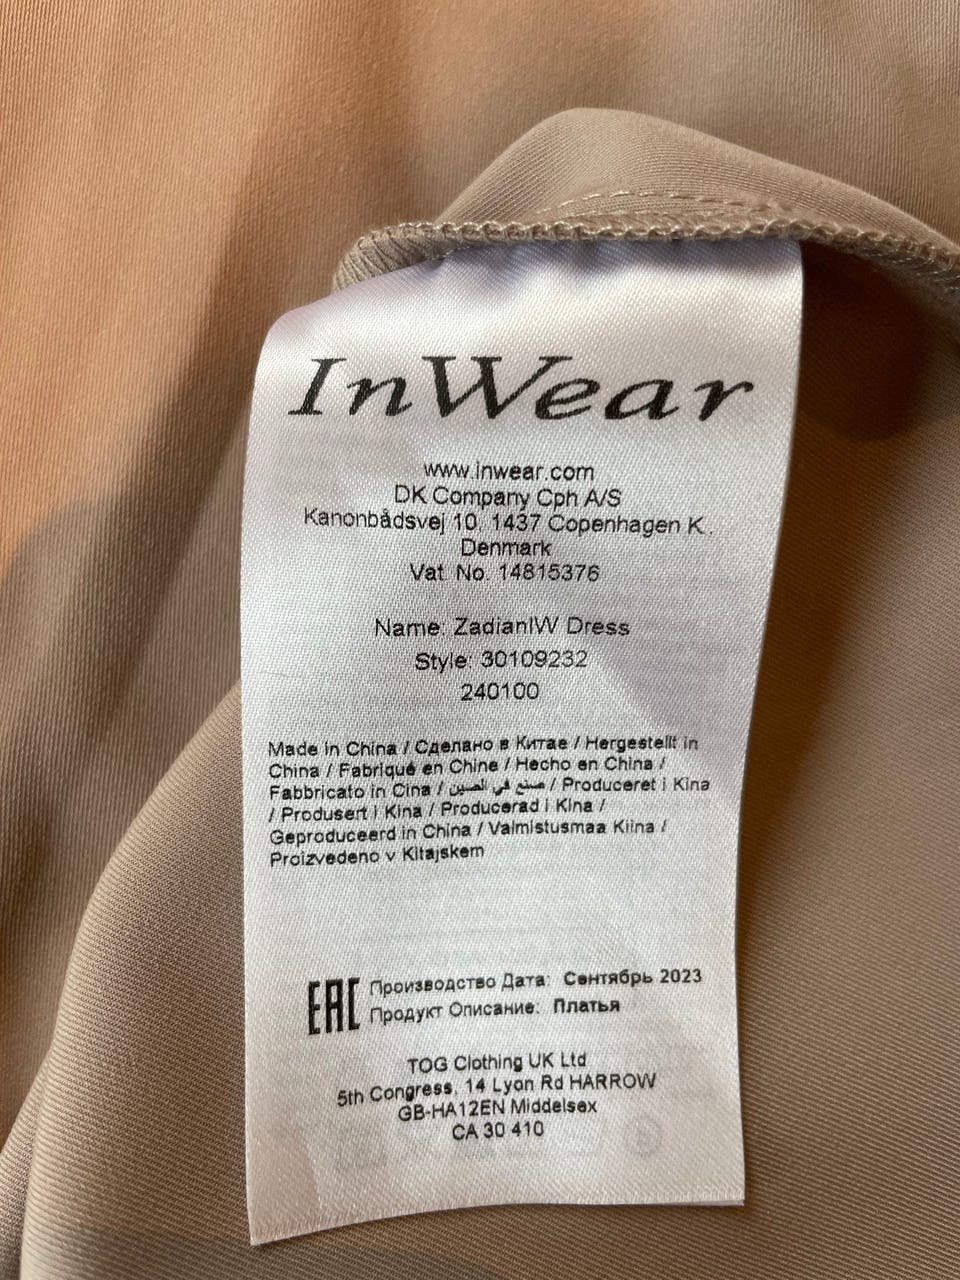 InWear
www.inwear.com
DK Company Cph A/S
Kanonbådsvej 10, 1437 Copenhagen K.
Denmark
Vat. No. 14815376
Name: ZadianIW Dress
Style: 30109232
240100
Made in China / Сделано в Китае / Hergestellt in
China / Fabriqué en Chine / Hecho en China /
Fabbricato in Cina / صنع في الصين / Produceret i Kina
/ Produsert i Kina / Producerad i Kina /
Geproduceerd in China / Valmistusmaa Kiina /
Proizvedeno v Kitajskem
EAC Производство Дата: Сентябрь 2023
Продукт Описание: Платья
TOG Clothing UK Ltd
5th Congress, 14 Lyon Rd HARROW
GB-HA12EN Middelsex
CA 30 410